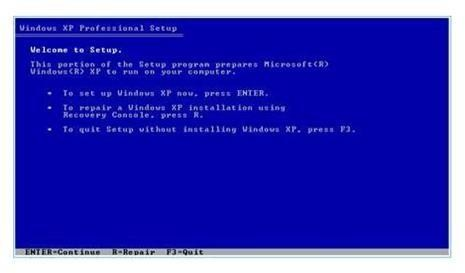 Windows XP Professional Setup
Welcome to Setup.
This portion of the Setup program prepares Microsoft(R)
Windows(R) XP to run on your computer.
• To set up Windows XP now, press ENTER.
• To repair a Windows XP installation using
Recovery Console, press R.
• To quit Setup without installing Windows XP, press F3.
ENTER=Continue R=Repair F3=Quit